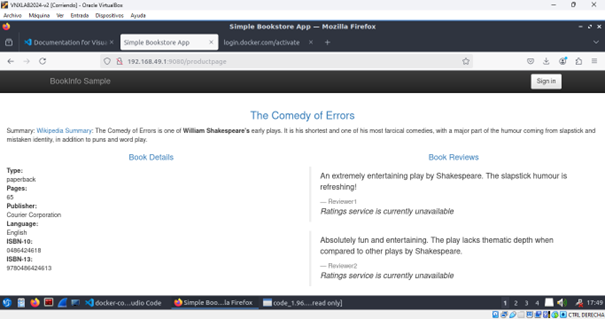 VNXLAB2024-v2 [Corriendo] - Oracle VirtualBox
Archivo Máquina Ver Entrada Dispositivos Ayuda
Simple Bookstore App — Mozilla Firefox
Documentation for Visu
Simple Bookstore App
login.docker.com/activate
192.168.49.1:9080/productpage
BookInfo Sample
Sign in
The Comedy of Errors
Summary: Wikipedia Summary: The Comedy of Errors is one of William Shakespeare's early plays. It is his shortest and one of his most farcical comedies, with a major part of the humour coming from slapstick and
mistaken identity, in addition to puns and word play.
Book Details
Type:
paperback
Pages:
65
Publisher:
Courier Corporation
Language:
English
ISBN-10:
0486424618
ISBN-13:
9780486424613
Book Reviews
An extremely entertaining play by Shakespeare. The slapstick humour is
refreshing!
— Reviewer1
Ratings service is currently unavailable
Absolutely fun and entertaining. The play lacks thematic depth when
compared to other plays by Shakespeare.
— Reviewer2
Ratings service is currently unavailable
docker-co...udio Code
Simple Boo...la Firefox
code_1.96....read only]
1 2 3 4
17:49
CTRL DERECHA